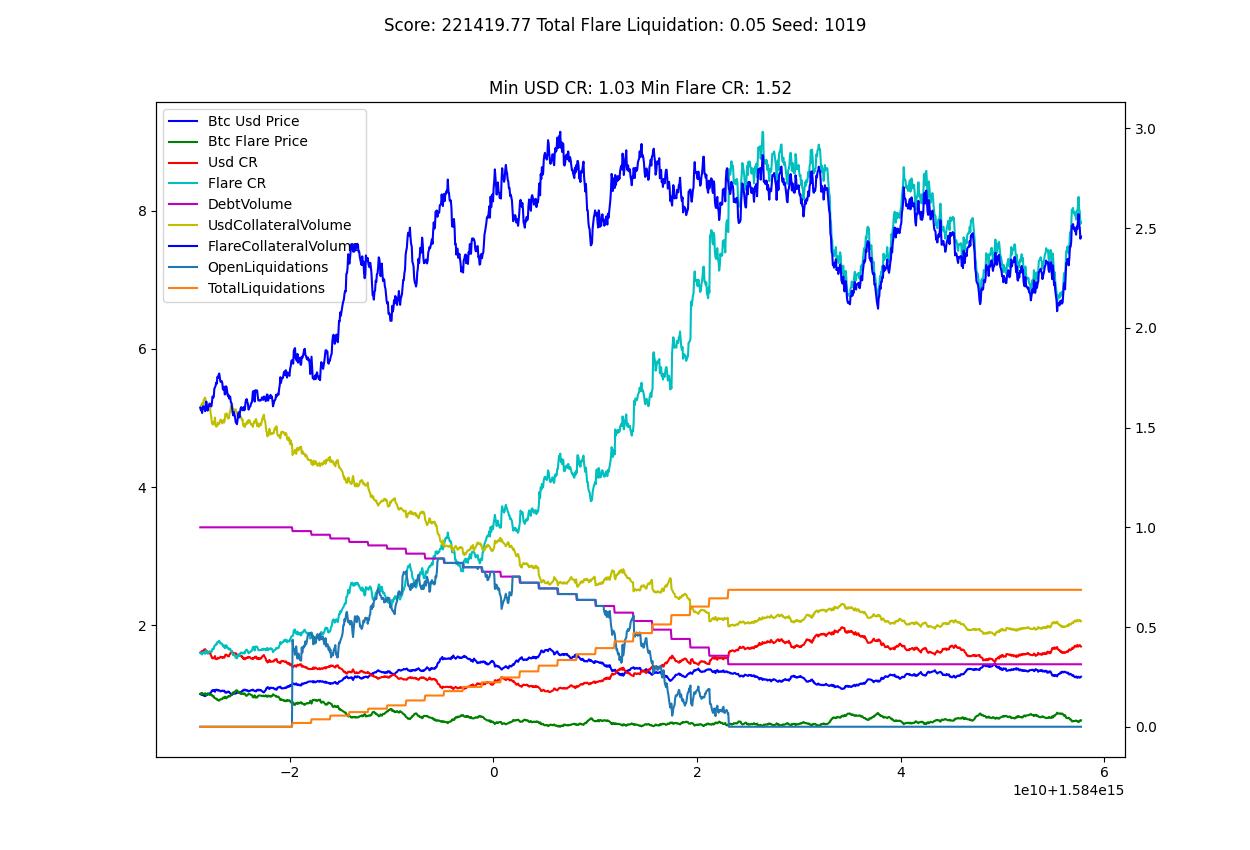 Score: 221419.77 Total Flare Liquidation: 0.05 Seed: 1019
Min USD CR: 1.03 Min Flare CR: 1.52
Btc Usd Price
Btc Flare Price
Usd CR
Flare CR
DebtVolume
UsdCollateralVolume
FlareCollateralVolume
OpenLiquidations
TotalLiquidations
8
6
4
2
3.0
2.5
2.0
1.5
1.0
0.5
0.0
−2 0 2 4 6
1e10+1.584e15